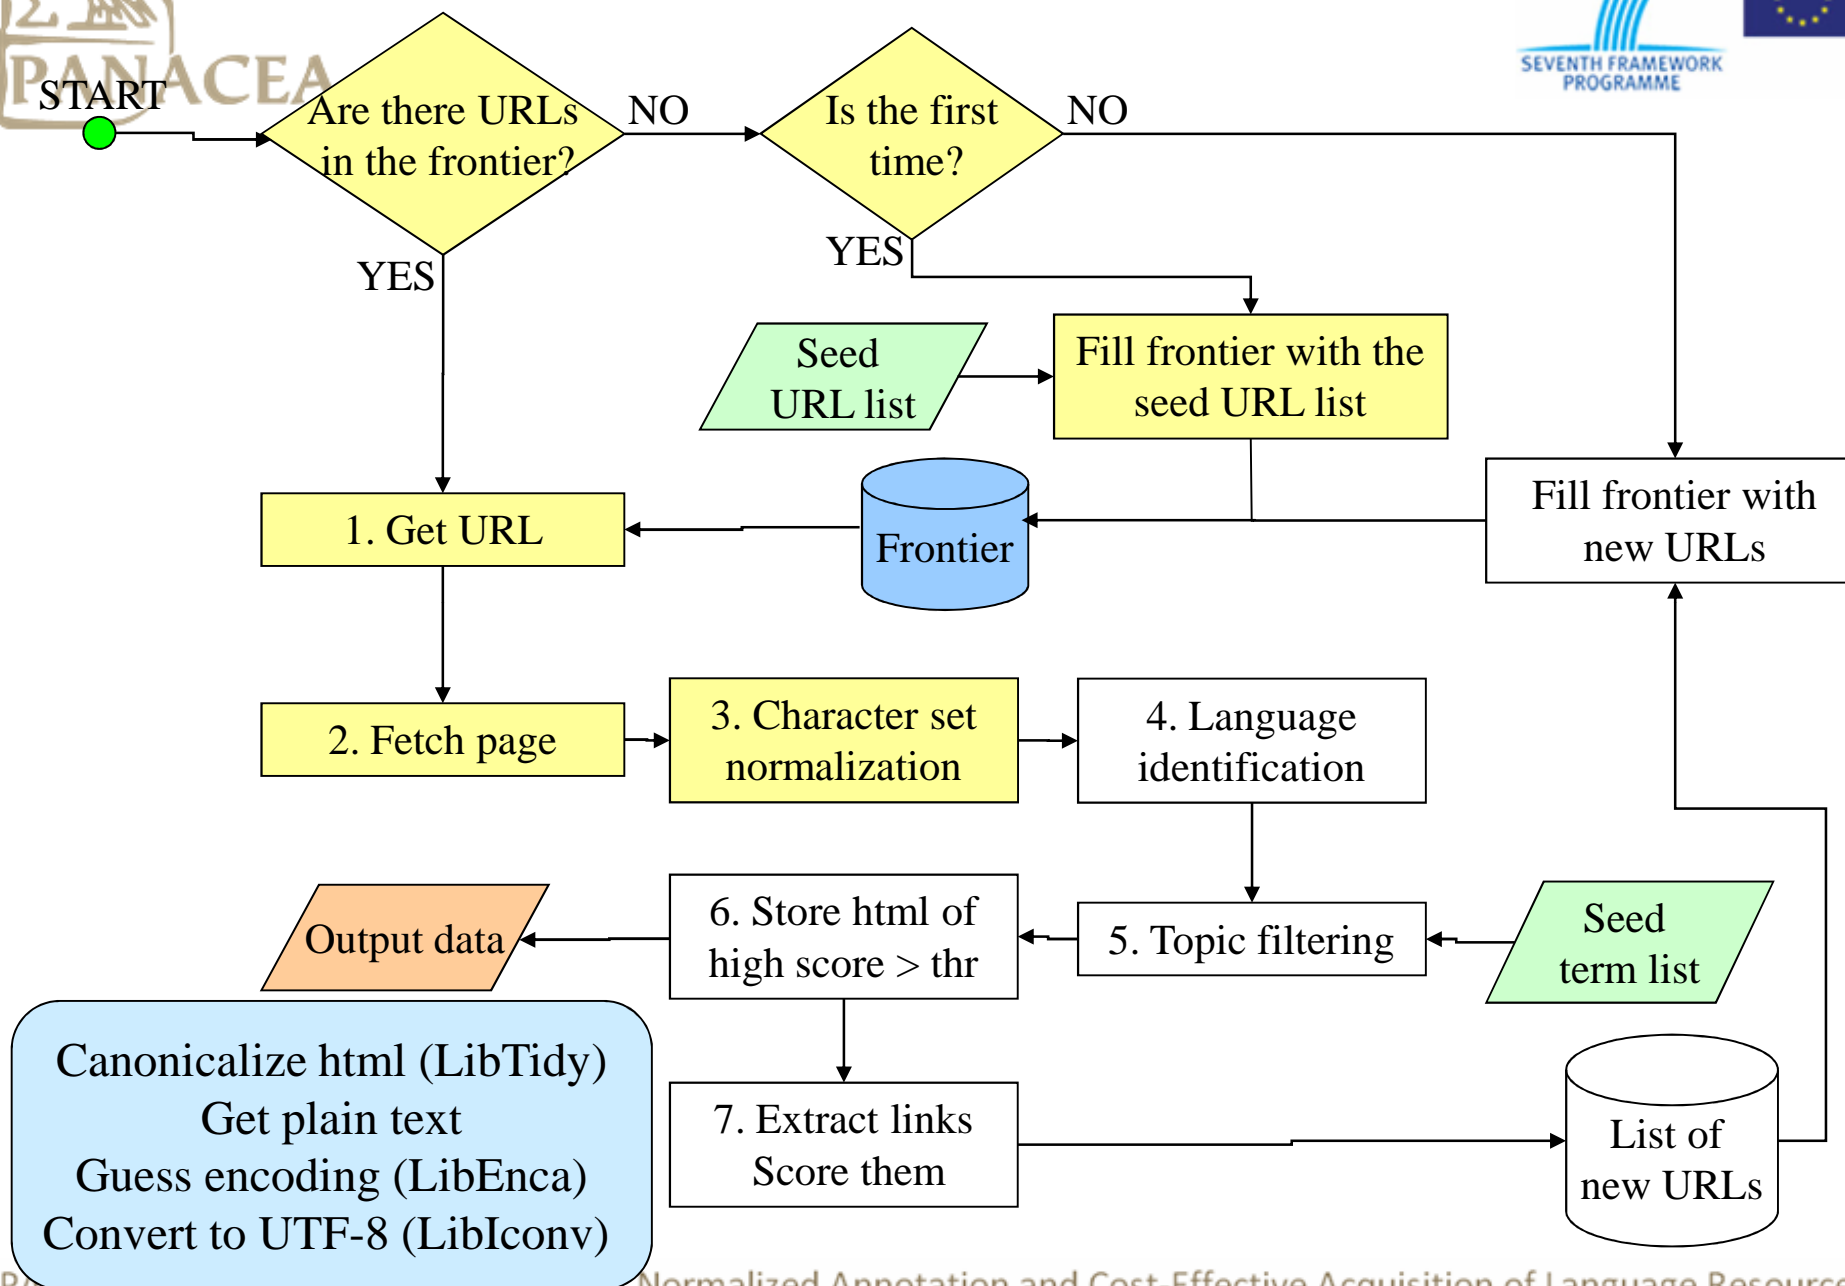 PANACEA
SEVENTH FRAMEWORK
PROGRAMME
START
Are there URLs
in the frontier?
NO
Is the first
time?
NO
YES
YES
Seed
URL list
Fill frontier with the
seed URL list
Fill frontier with
new URLs
1. Get URL
Frontier
2. Fetch page
3. Character set
normalization
4. Language
identification
Output data
6. Store html of
high score > thr
5. Topic filtering
Seed
term list
Canonicalize html (LibTidy)
Get plain text
Guess encoding (LibEnca)
Convert to UTF-8 (LibIconv)
7. Extract links
Score them
List of
new URLs
Normalized Annotation and Cost-Effective Acquisition of Language Resource